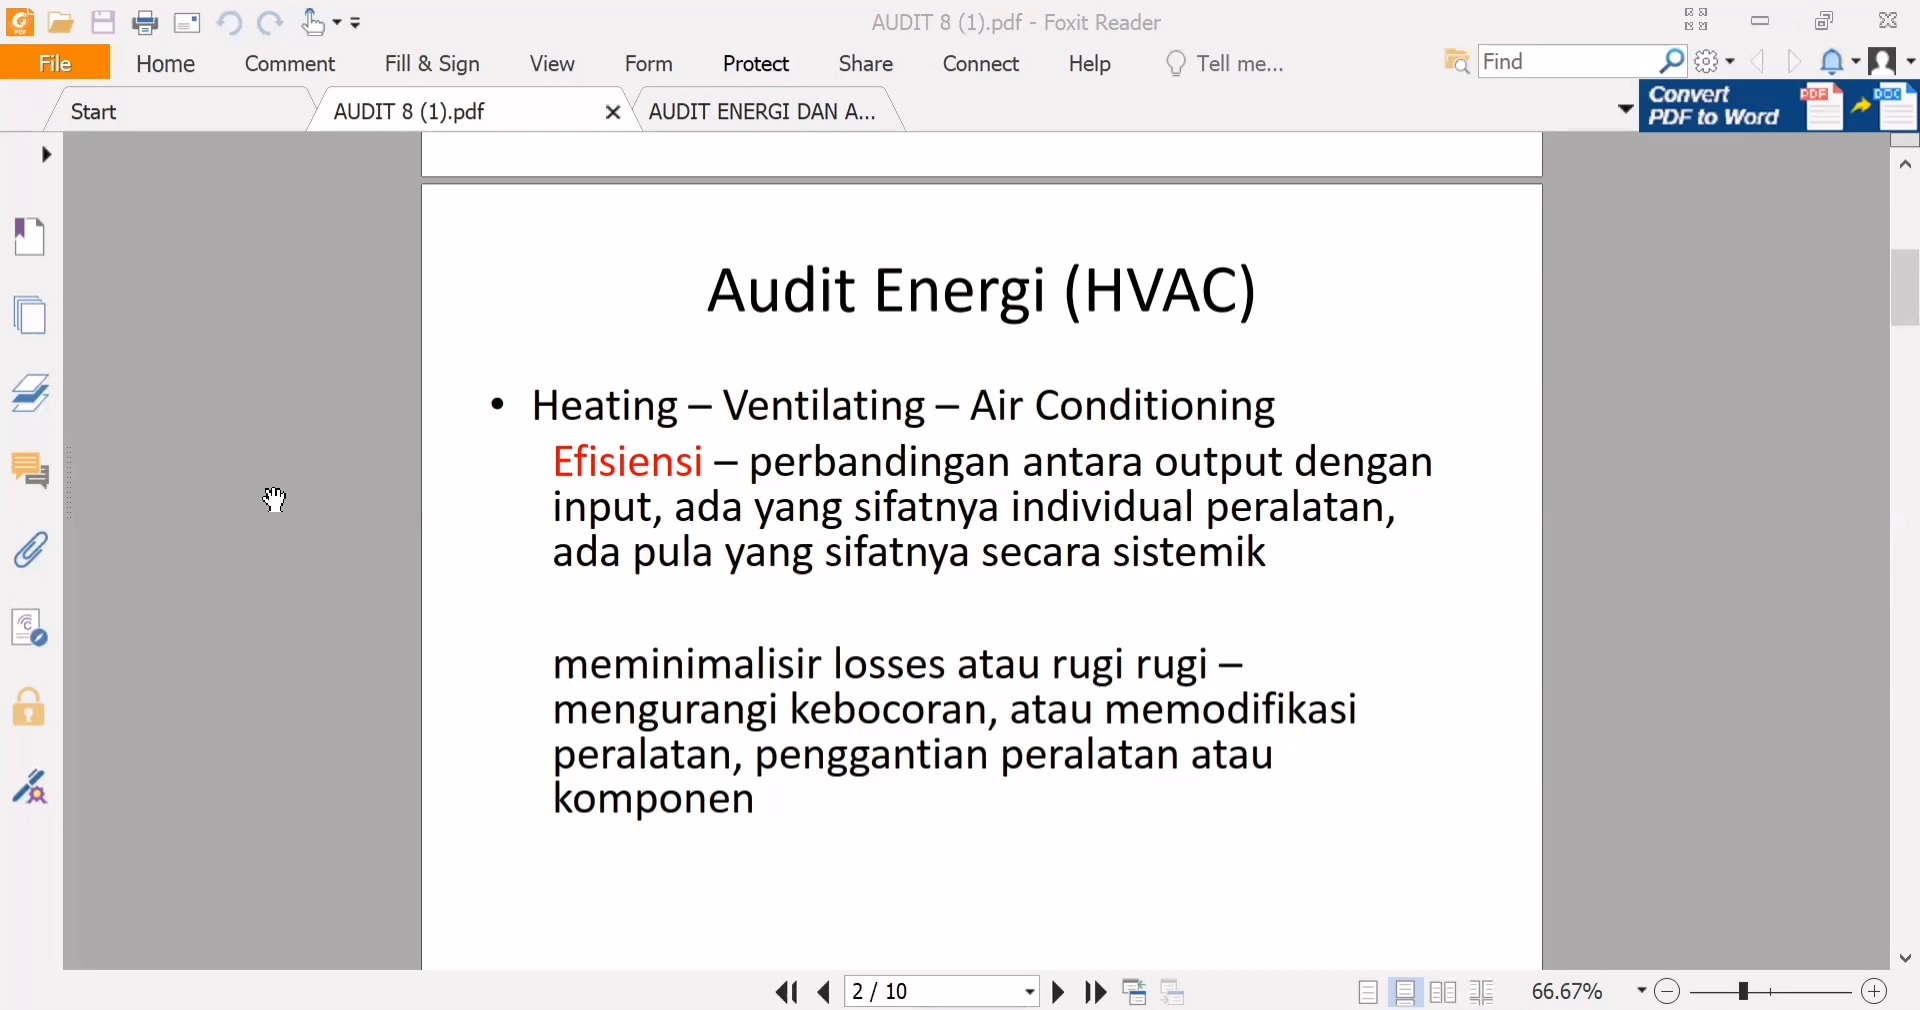 AUDIT 8 (1).pdf - Foxit Reader
File Home Comment Fill & Sign View Form Protect Share Connect Help Tell me... Find
Start AUDIT 8 (1).pdf AUDIT ENERGI DAN A...
Convert
PDF to Word
PDF DOC
Audit Energi (HVAC)
• Heating – Ventilating – Air Conditioning
Efisiensi – perbandingan antara output dengan
input, ada yang sifatnya individual peralatan,
ada pula yang sifatnya secara sistemik
meminimalisir losses atau rugi rugi –
mengurangi kebocoran, atau memodifikasi
peralatan, penggantian peralatan atau
komponen
2 / 10 66.67%